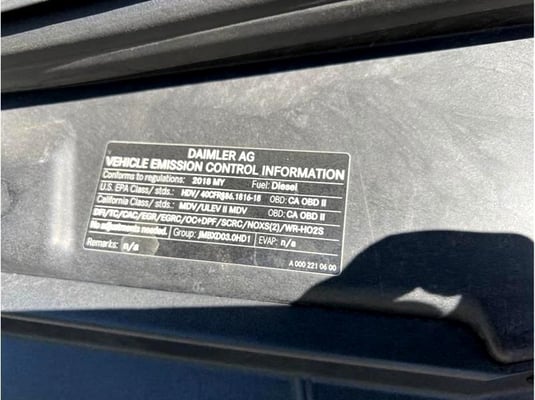 DAIMLER AG
VEHICLE EMISSION CONTROL INFORMATION
Conforms to regulations: 2018 MY Fuel: Diesel
U.S. EPA Class/ stds.: HDV/ 40CFR§86.1816-18 OBD: CA OBD II
California Class/ stds.: MDV/ULEV II MDV OBD: CA OBD II
DFI/TC/CAC/EGR/EGRC/OC+DPF/SCRC/NOXS(2)/WR-HO2S
No adjustments needed. Group: JMBXD03.0HD1 EVAP: n/a
Remarks: n/a
A 000 221 06 00